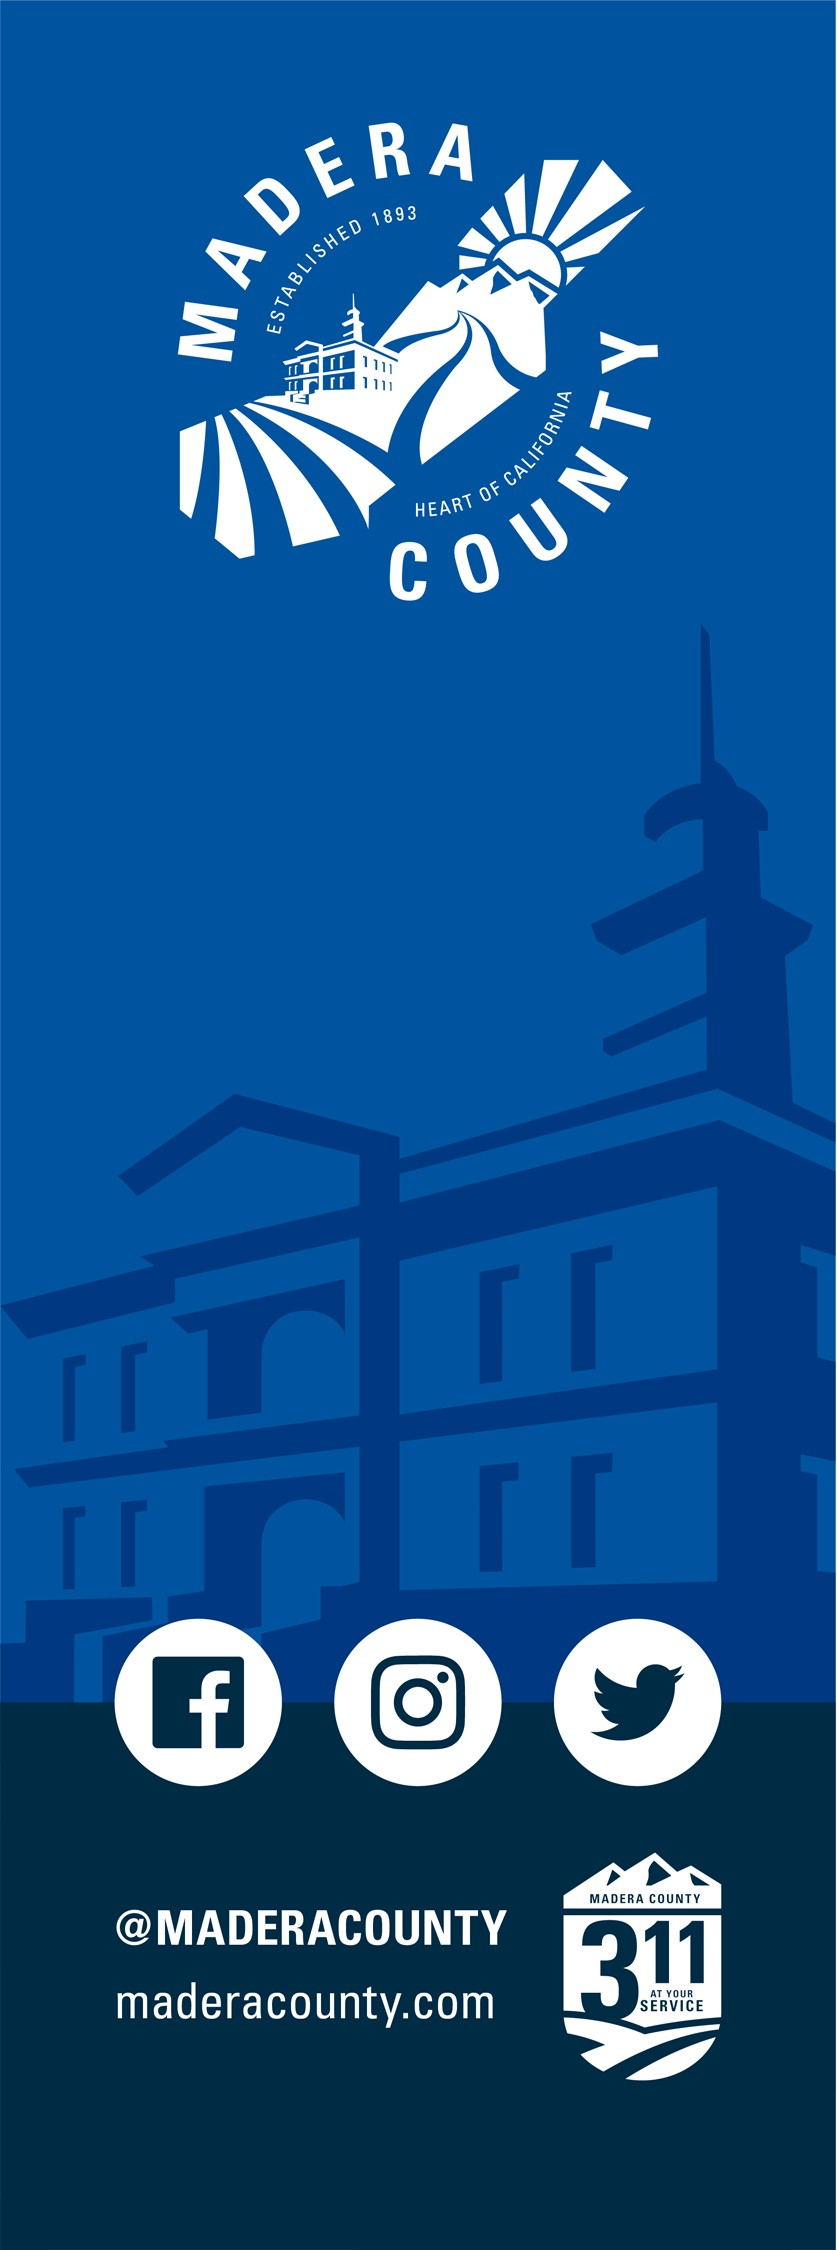 MADERA
ESTABLISHED 1893
HEART OF CALIFORNIA
COUNTY
@MADERACOUNTY
maderacounty.com
MADERA COUNTY
311
AT YOUR
SERVICE